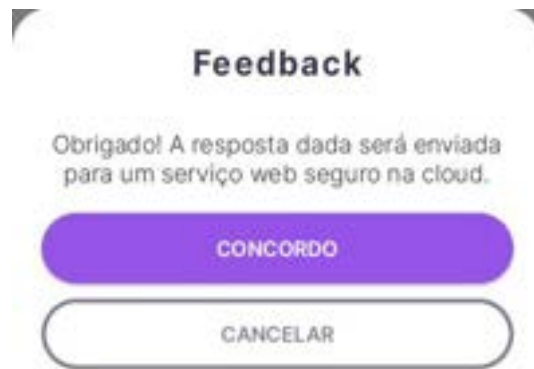 Feedback
Obrigado! A resposta dada será enviada
para um serviço web seguro na cloud.
CONCORDO
CANCELAR